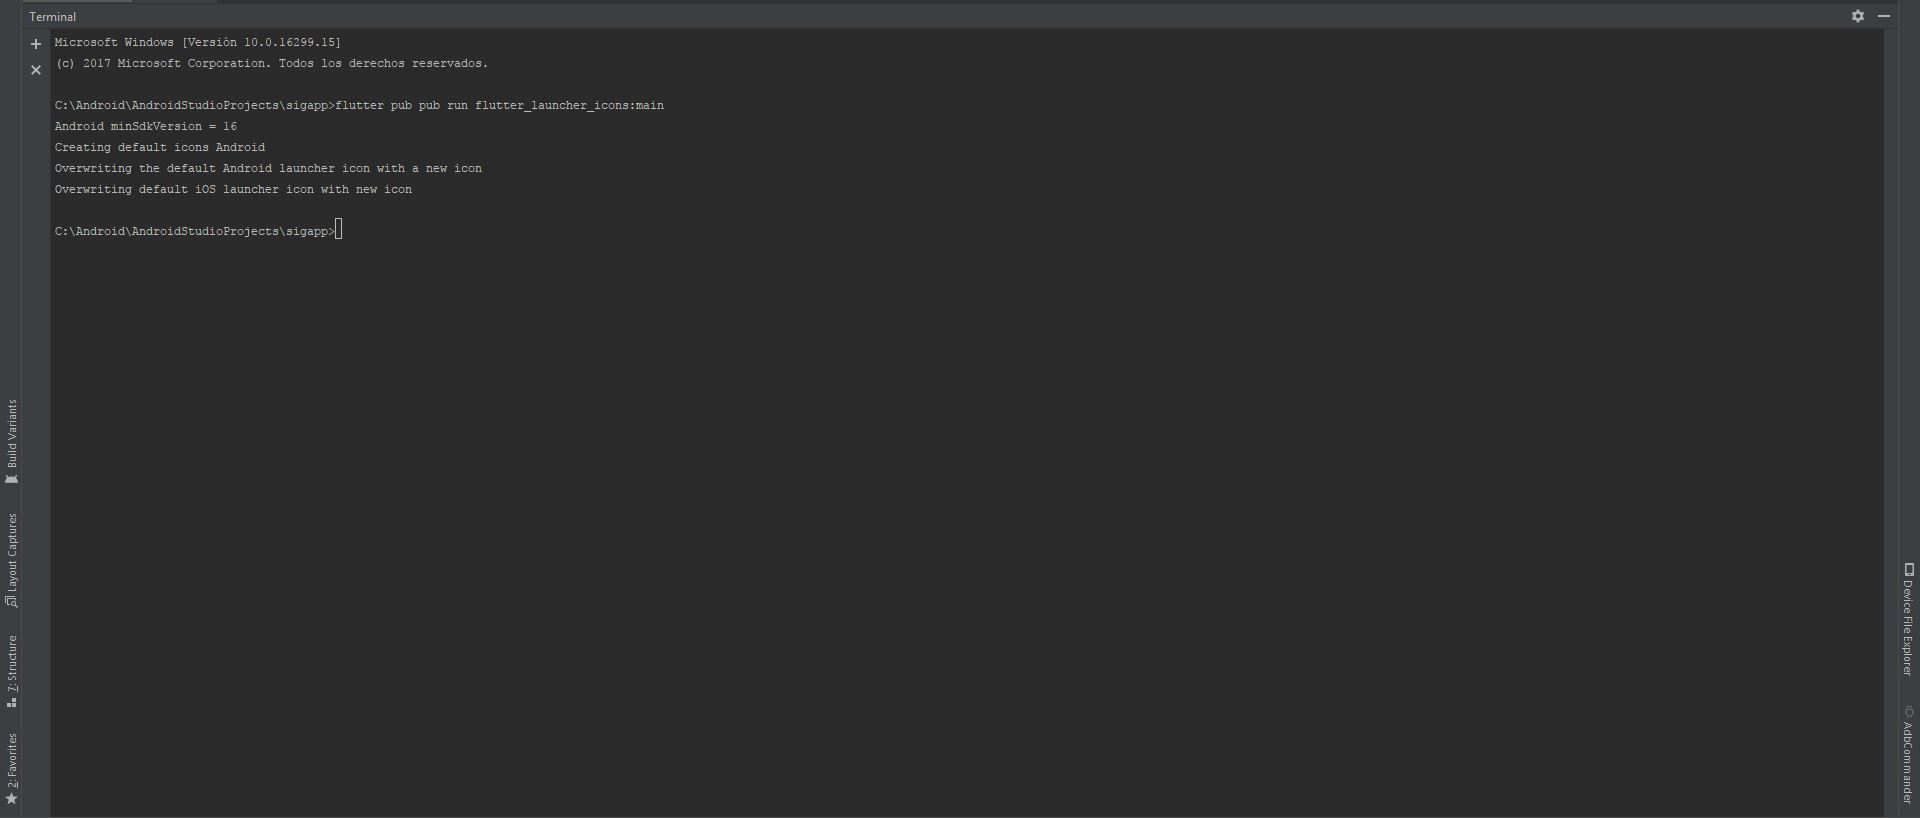 Terminal
Microsoft Windows [Versión 10.0.16299.15]
(c) 2017 Microsoft Corporation. Todos los derechos reservados.
C:\Android\AndroidStudioProjects\sigapp>flutter pub pub run flutter_launcher_icons:main
Android minSdkVersion = 16
Creating default icons Android
Overwriting the default Android launcher icon with a new icon
Overwriting default iOS launcher icon with new icon
C:\Android\AndroidStudioProjects\sigapp>
Build Variants
Layout Captures
7: Structure
2: Favorites
Device File Explorer
AdbCommander